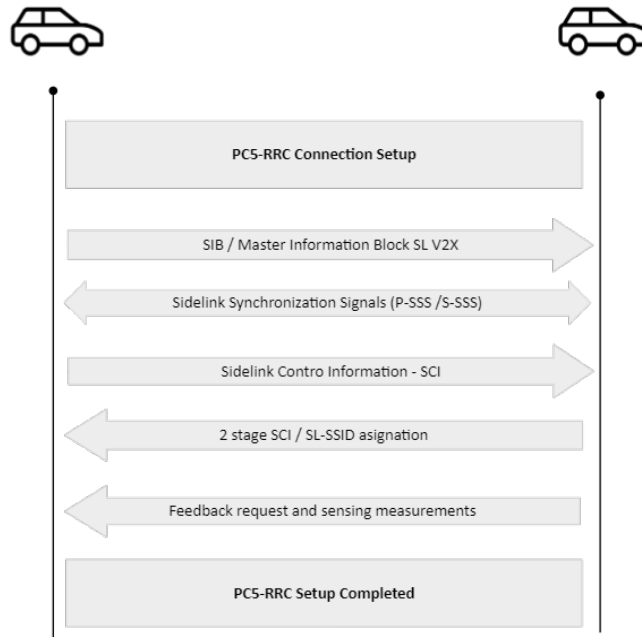 PC5-RRC Connection Setup
SIB / Master Information Block SL V2X
Sidelink Synchronization Signals (P-SSS /S-SSS)
Sidelink Contro Information - SCI
2 stage SCI / SL-SSID asignation
Feedback request and sensing measurements
PC5-RRC Setup Completed